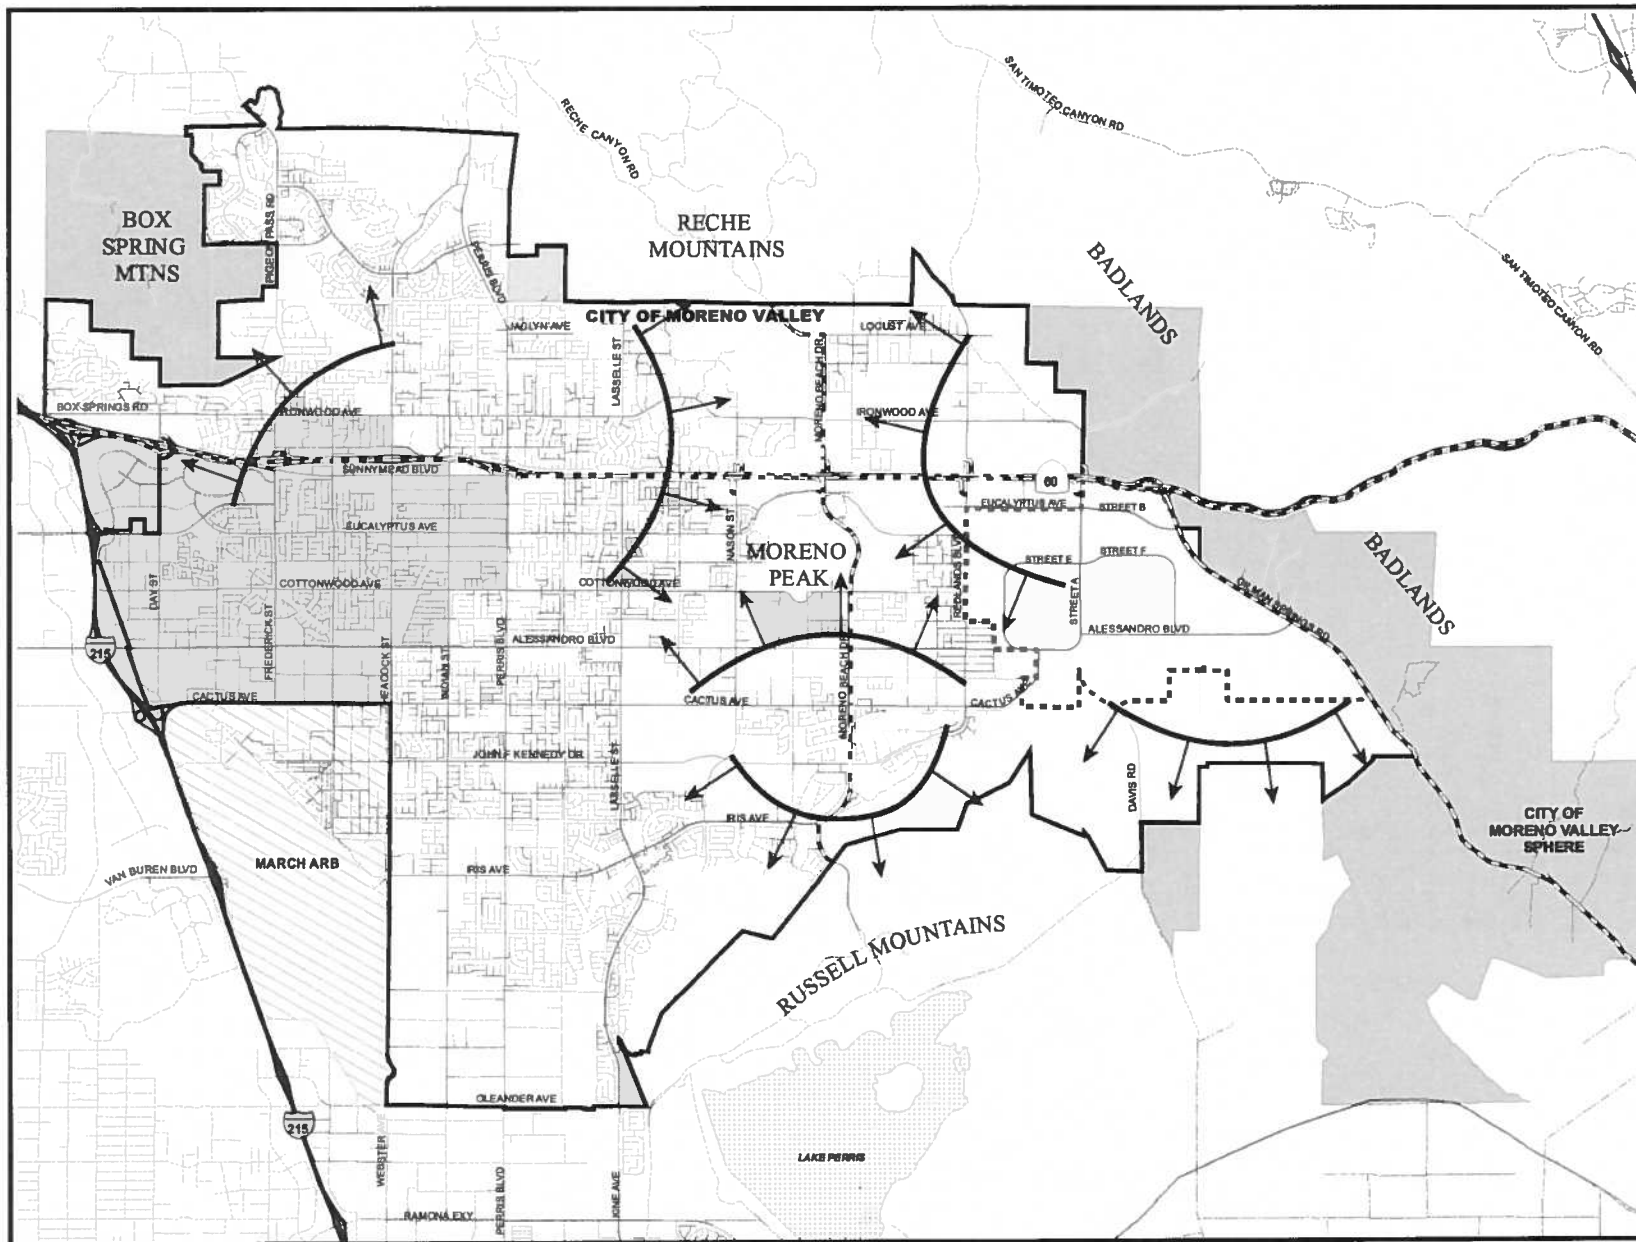 SAN TIMOTEO CANYON RD
RECHE CANYON RD
BOX
SPRING
MTNS
PIGEON PASS RD
RECHE
MOUNTAINS
PERRIS BLVD
BADLANDS
SAN TIMOTEO CANYON RD
CITY OF MORENO VALLEY
JACLYN AVE
LOCUST AVE
LASSELLE ST
MORENO BEACH DR
BOX SPRINGS RD
IRONWOOD AVE
IRONWOOD AVE
SUNNYMEAD BLVD
60
EUCALYPTUS AVE
STREET B
EUCALYPTUS AVE
NASON ST
MORENO
PEAK
REDLANDS BLVD
STREET E
STREET F
BADLANDS
DAY ST
COTTONWOOD AVE
COTTONWOOD AVE
STREET A
GILMAN SPRINGS RD
FREDERICK ST
HEACOCK ST
INDIAN ST
PERRIS BLVD
ALESSANDRO BLVD
ALESSANDRO BLVD
215
CACTUS AVE
CACTUS AVE
MORENO BEACH DR
CACTUS AVE
JOHN F KENNEDY DR
LASSELLE ST
DAVIS RD
IRIS AVE
CITY OF
MORENO VALLEY
SPHERE
MARCH ARB
VAN BUREN BLVD
IRIS AVE
RUSSELL MOUNTAINS
OLEANDER AVE
215
WEBSTER AVE
PERRIS BLVD
LAKE PERRIS
RAMONA EXY